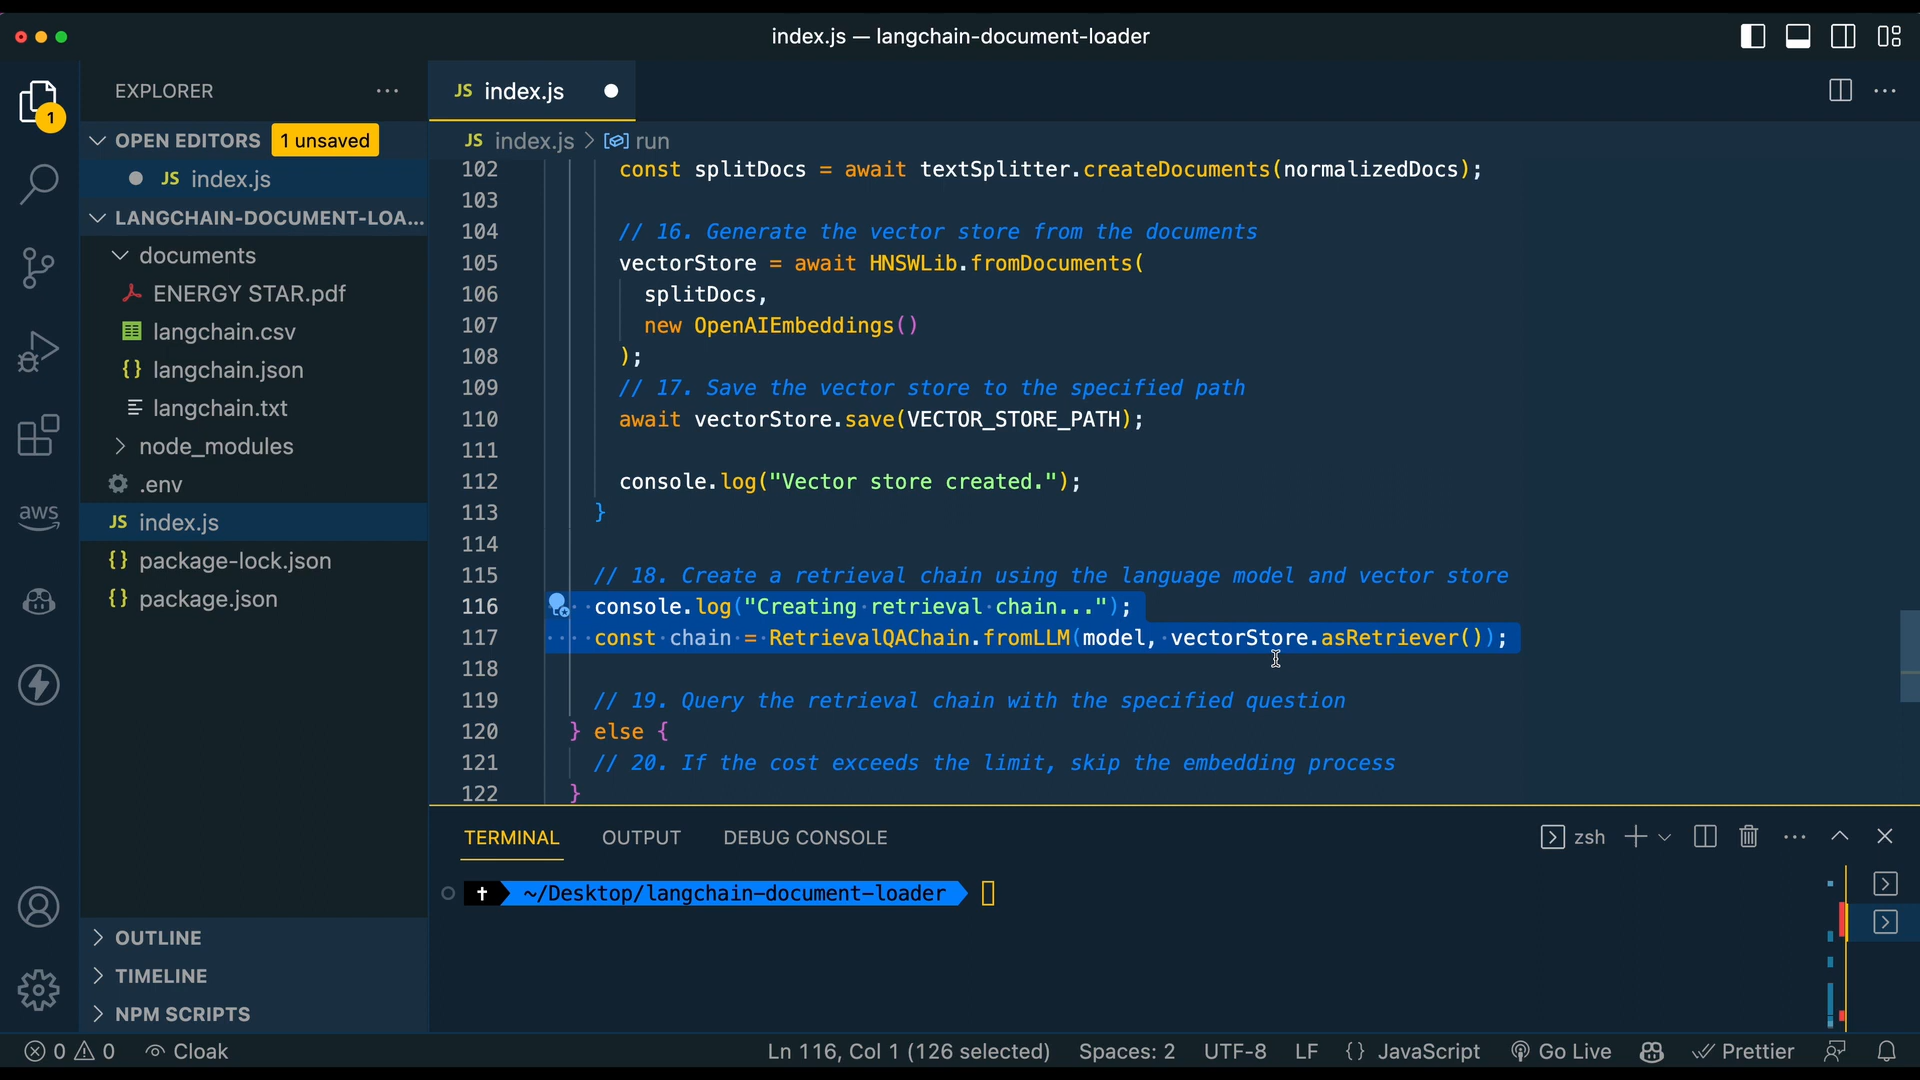 index.js — langchain-document-loader
EXPLORER
JS index.js
1
OPEN EDITORS 1 unsaved
JS index.js > run
JS index.js
LANGCHAIN-DOCUMENT-LOA...
documents
ENERGY STAR.pdf
langchain.csv
{} langchain.json
langchain.txt
node_modules
.env
aws
JS index.js
{} package-lock.json
{} package.json
OUTLINE
TIMELINE
NPM SCRIPTS
102 const splitDocs = await textSplitter.createDocuments(normalizedDocs);
103
104 // 16. Generate the vector store from the documents
105 vectorStore = await HNSWLib.fromDocuments(
106 splitDocs,
107 new OpenAIEmbeddings()
108 );
109 // 17. Save the vector store to the specified path
110 await vectorStore.save(VECTOR_STORE_PATH);
111
112 console.log("Vector store created.");
113 }
114
115 // 18. Create a retrieval chain using the language model and vector store
116 console.log("Creating retrieval chain...");
117 const chain = RetrievalQAChain.fromLLM(model, vectorStore.asRetriever());
118
119 // 19. Query the retrieval chain with the specified question
120 } else {
121 // 20. If the cost exceeds the limit, skip the embedding process
122 }
TERMINAL OUTPUT DEBUG CONSOLE
zsh
~/Desktop/langchain-document-loader
0 0 Cloak
Ln 116, Col 1 (126 selected) Spaces: 2 UTF-8 LF {} JavaScript Go Live Prettier